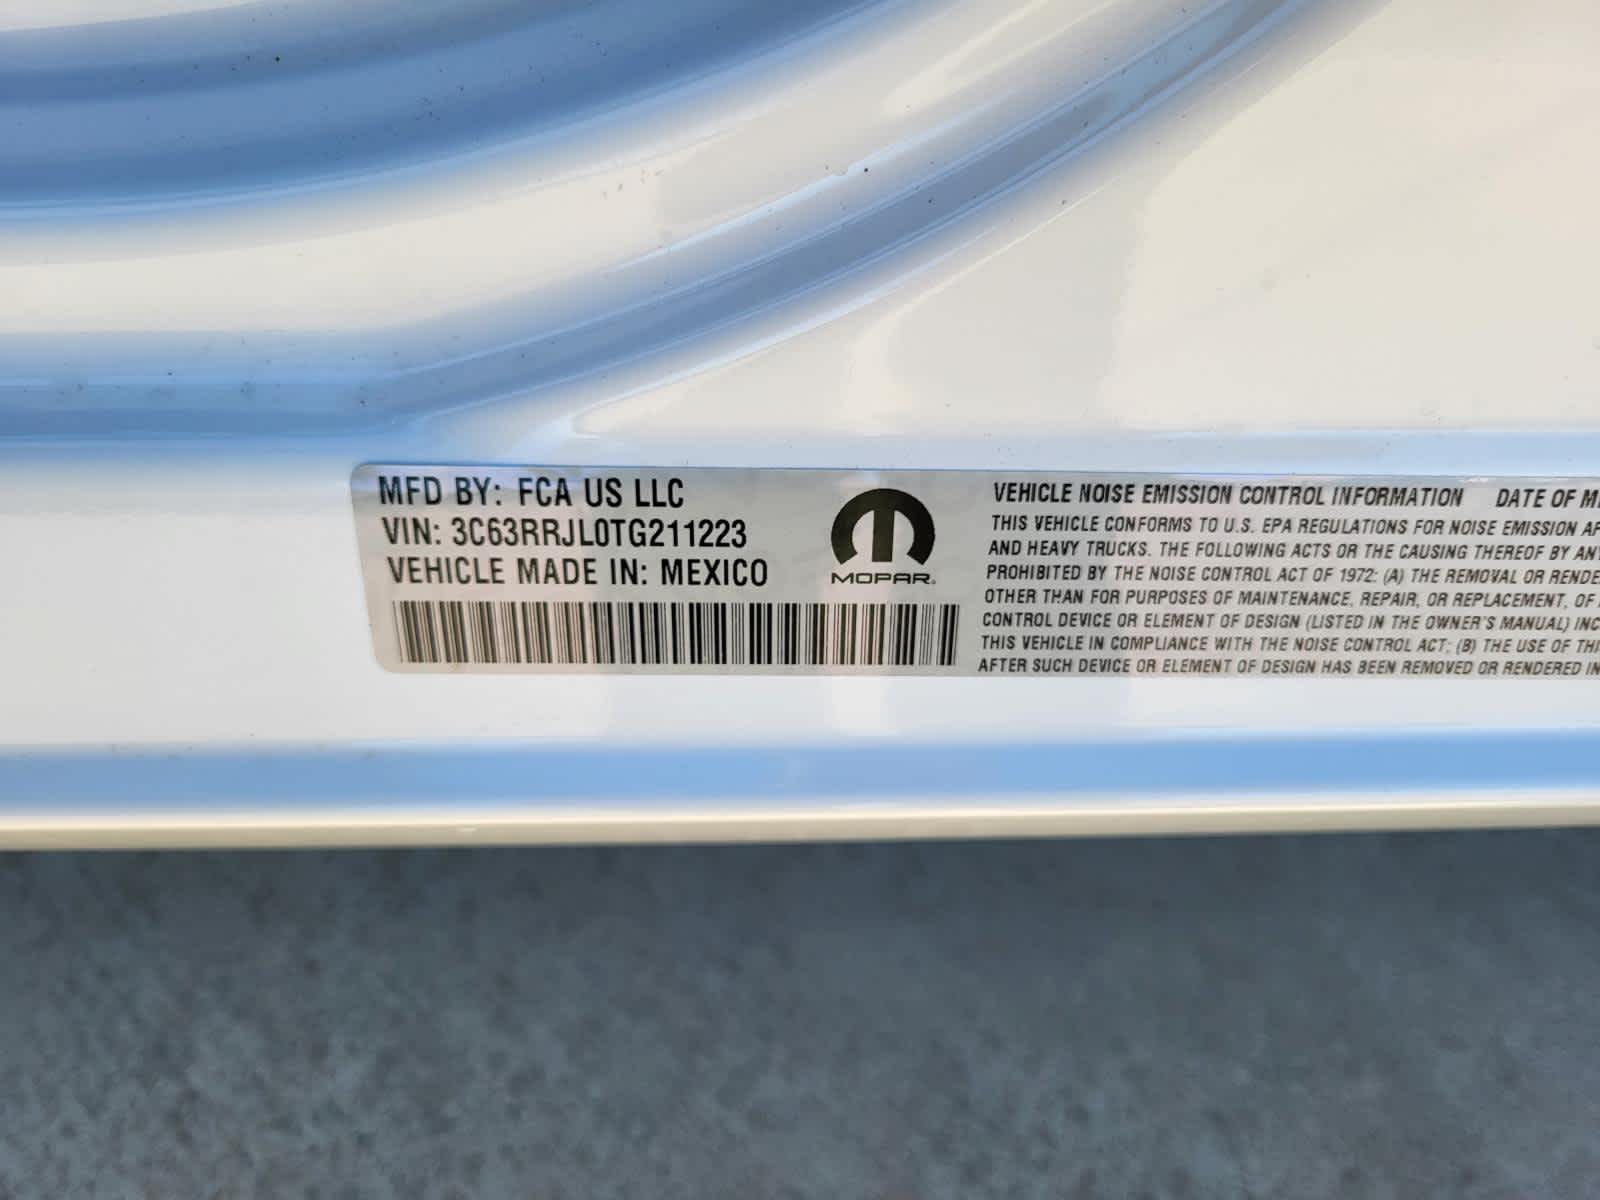 MFD BY: FCA US LLC
VIN: 3C63RRJL0TG211223
VEHICLE MADE IN: MEXICO
MOPAR®
VEHICLE NOISE EMISSION CONTROL INFORMATION DATE OF
THIS VEHICLE CONFORMS TO U.S. EPA REGULATIONS FOR NOISE EMISSION
AND HEAVY TRUCKS. THE FOLLOWING ACTS OR THE CAUSING THEREOF BY
PROHIBITED BY THE NOISE CONTROL ACT OF 1972: (A) THE REMOVAL OR
OTHER THAN FOR PURPOSES OF MAINTENANCE, REPAIR, OR REPLACEMENT, OF
CONTROL DEVICE OR ELEMENT OF DESIGN (LISTED IN THE OWNER'S MANUAL)
THIS VEHICLE IN COMPLIANCE WITH THE NOISE CONTROL ACT; (B) THE USE OF
AFTER SUCH DEVICE OR ELEMENT OF DESIGN HAS BEEN REMOVED OR RENDERED